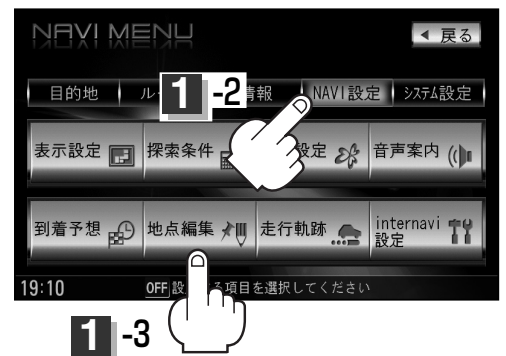 NAVI MENU
戻る
目的地 ル 情報 NAVI設定 システム設定
1-2
表示設定 探索条件 設定 音声案内
到着予想 地点編集 走行軌跡 internavi
設定
19:10 OFF 設 る項目を選択してください
1-3